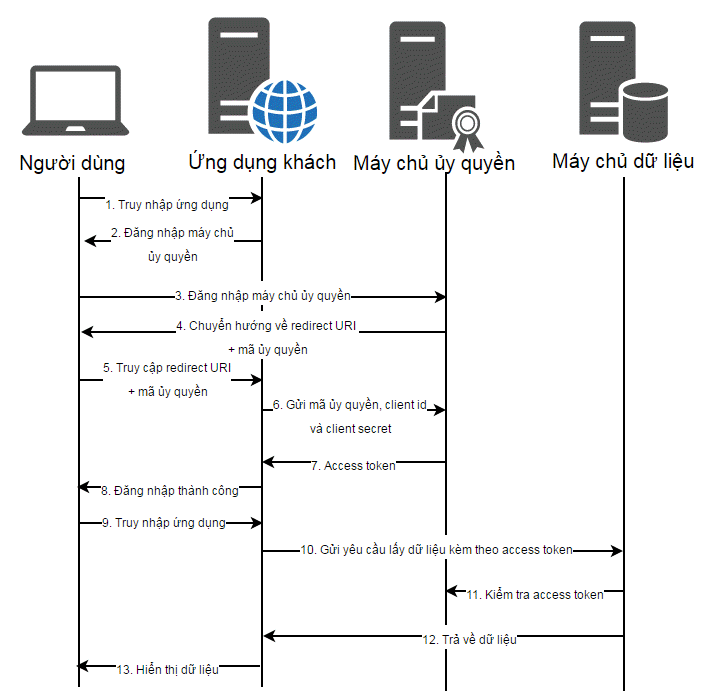 Người dùng
Ứng dụng khách
Máy chủ ủy quyền
Máy chủ dữ liệu
1. Truy nhập ứng dụng
2. Đăng nhập máy chủ
ủy quyền
3. Đăng nhập máy chủ ủy quyền
4. Chuyển hướng về redirect URI
+ mã ủy quyền
5. Truy cập redirect URI
+ mã ủy quyền
6. Gửi mã ủy quyền, client id
và client secret
7. Access token
8. Đăng nhập thành công
9. Truy nhập ứng dụng
10. Gửi yêu cầu lấy dữ liệu kèm theo access token
11. Kiểm tra access token
12. Trả về dữ liệu
13. Hiển thị dữ liệu